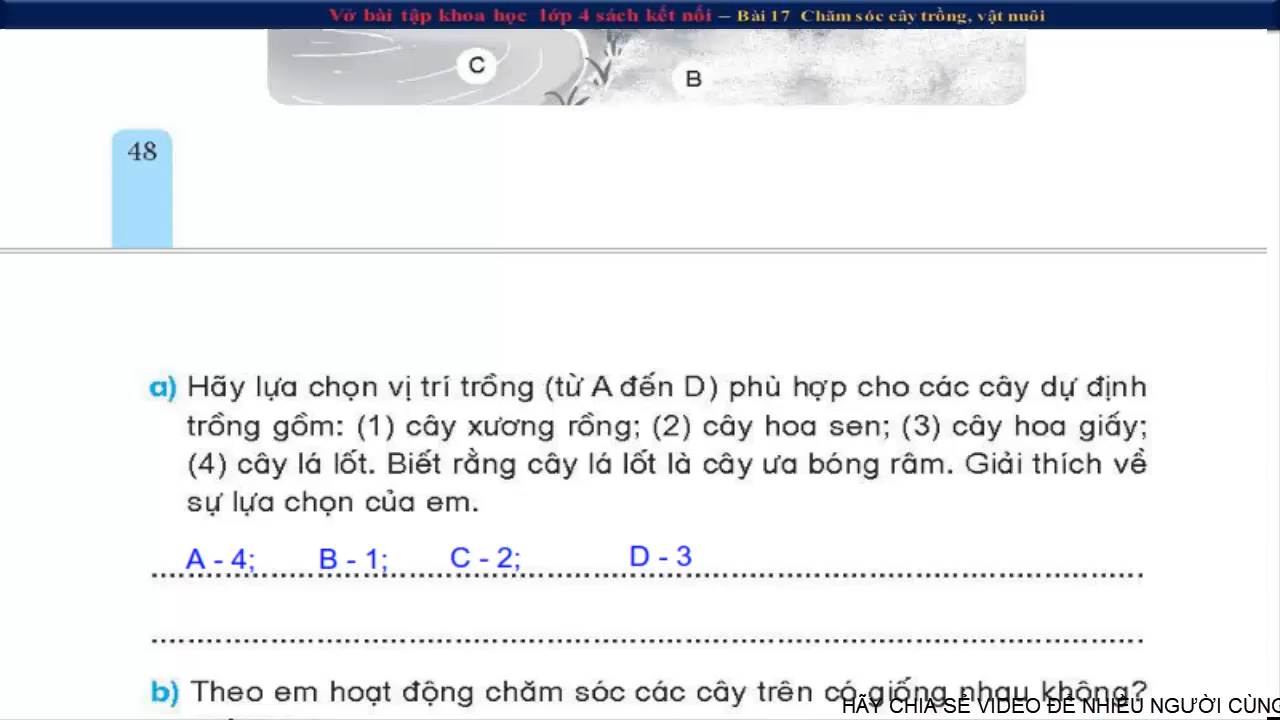 Vở bài tập khoa học lớp 4 sách kết nối – Bài 17 Chăm sóc cây trồng, vật nuôi
C
B
48
a) Hãy lựa chọn vị trí trồng (từ A đến D) phù hợp cho các cây dự định
trồng gồm: (1) cây xương rồng; (2) cây hoa sen; (3) cây hoa giấy;
(4) cây lá lốt. Biết rằng cây lá lốt là cây ưa bóng râm. Giải thích về
sự lựa chọn của em.
A - 4; B - 1; C - 2; D - 3
b) Theo em hoạt động chăm sóc các cây trên có giống nhau không?
HÃY CHIA SẺ VIDEO ĐỂ NHIỀU NGƯỜI CÙNG